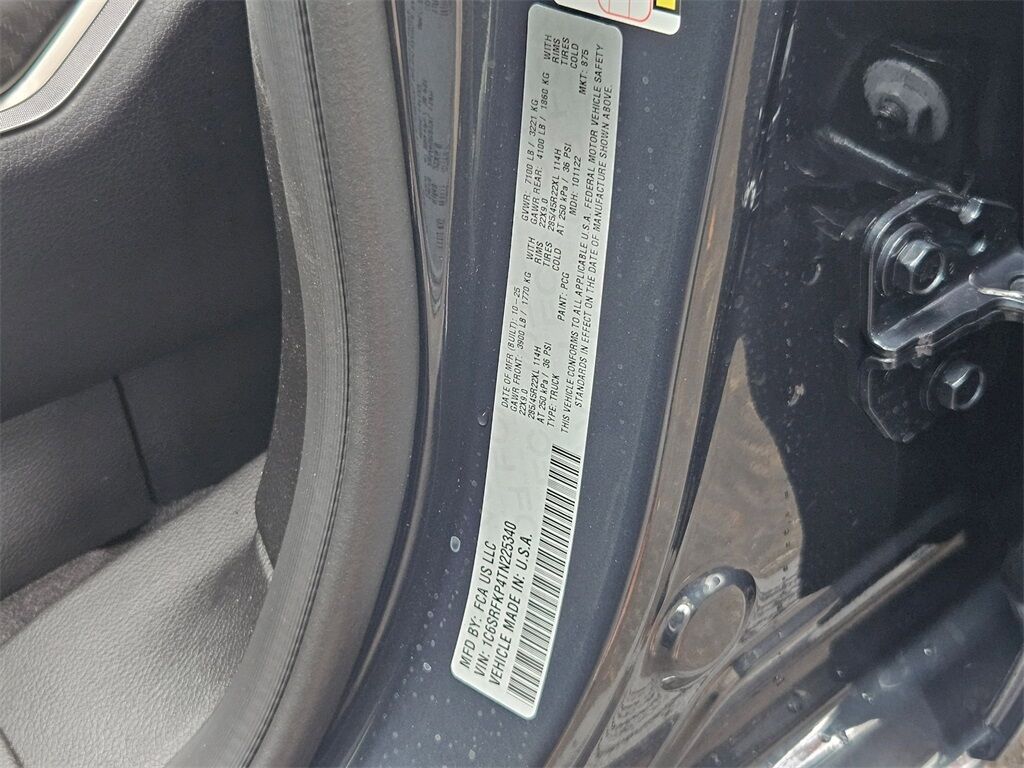 MFD BY: FCA US LLC
VIN: 1C6SRFKP4TN225340
VEHICLE MADE IN: U.S.A.
DATE OF MFR (BUILT): 10-25 GVWR: 7100 LB / 3221 KG
GAWR FRONT: 3900 LB / 1770 KG WITH GAWR REAR: 4100 LB / 1860 KG WITH
22X9.0 RIMS 22X9.0 RIMS
285/45R22XL 114H TIRES 285/45R22XL 114H TIRES
AT 250 kPa / 36 PSI COLD AT 250 kPa / 36 PSI COLD
TYPE: TRUCK PAINT: PCG MDH: 101122 MKT: 875
THIS VEHICLE CONFORMS TO ALL APPLICABLE U.S.A. FEDERAL MOTOR VEHICLE SAFETY
STANDARDS IN EFFECT ON THE DATE OF MANUFACTURE SHOWN ABOVE.